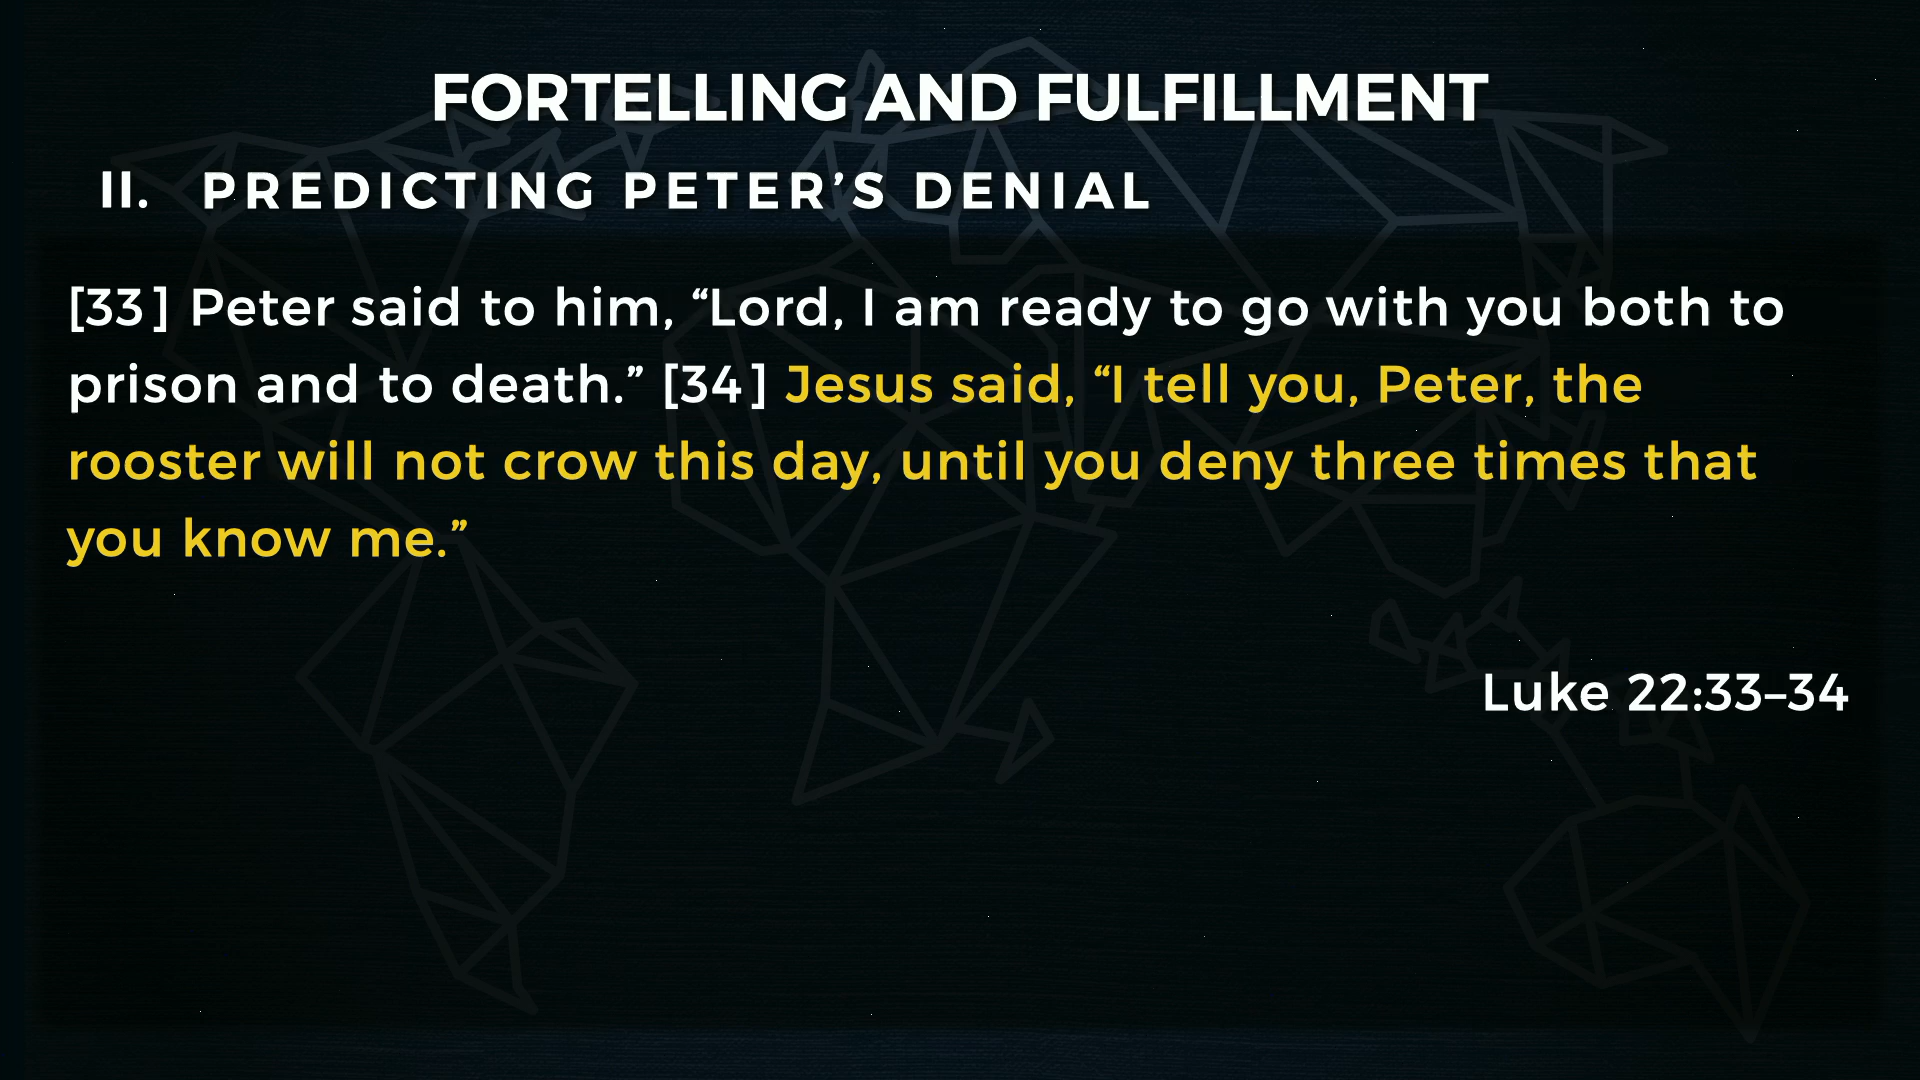 FORTELLING AND FULFILLMENT
II. PREDICTING PETER’S DENIAL
[33] Peter said to him, “Lord, I am ready to go with you both to
prison and to death.” [34] Jesus said, “I tell you, Peter, the
rooster will not crow this day, until you deny three times that
you know me.”
Luke 22:33–34